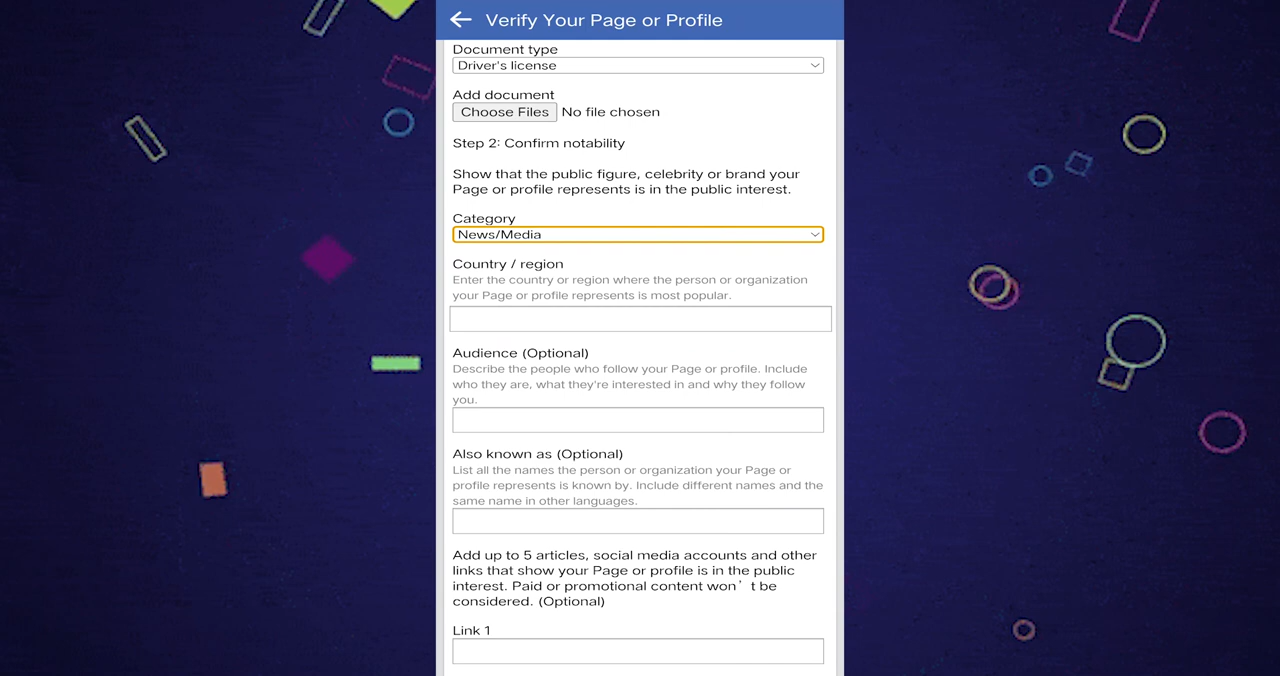 Verify Your Page or Profile
Document type
Driver's license
Add document
Choose Files No file chosen
Step 2: Confirm notability
Show that the public figure, celebrity or brand your
Page or profile represents is in the public interest.
Category
News/Media
Country / region
Enter the country or region where the person or organization
your Page or profile represents is most popular.
Audience (Optional)
Describe the people who follow your Page or profile. Include
who they are, what they're interested in and why they follow
you.
Also known as (Optional)
List all the names the person or organization your Page or
profile represents is known by. Include different names and the
same name in other languages.
Add up to 5 articles, social media accounts and other
links that show your Page or profile is in the public
interest. Paid or promotional content won’t be
considered. (Optional)
Link 1